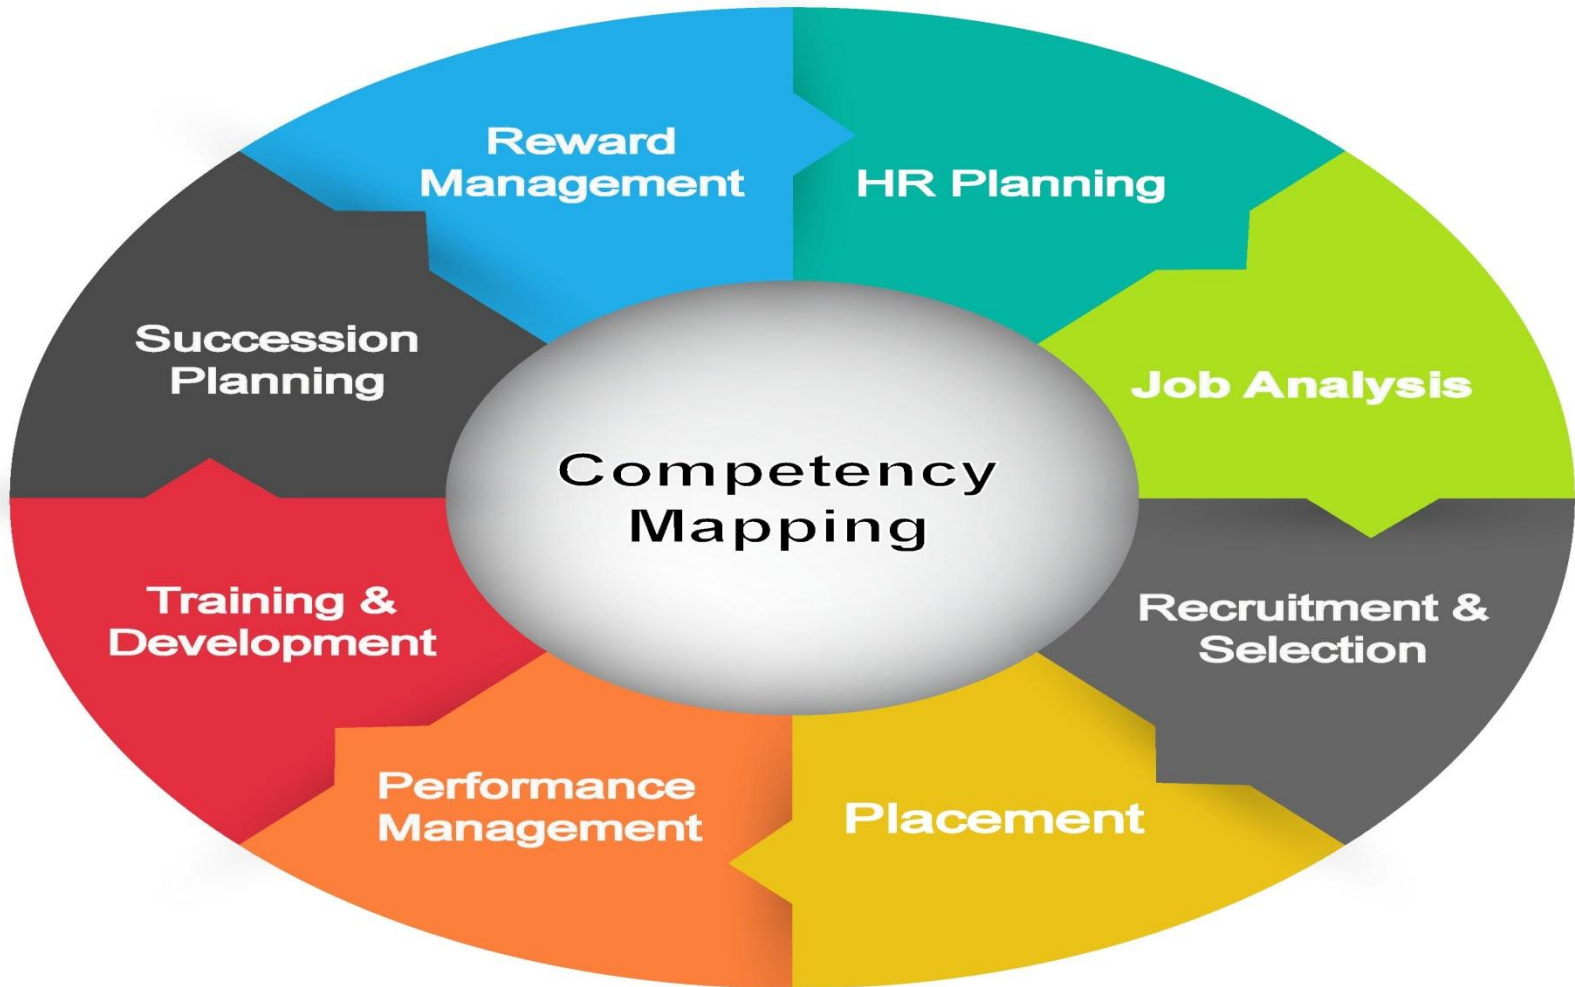 Reward
Management
HR Planning
Succession
Planning
Job Analysis
Competency
Mapping
Training &
Development
Recruitment &
Selection
Performance
Management
Placement